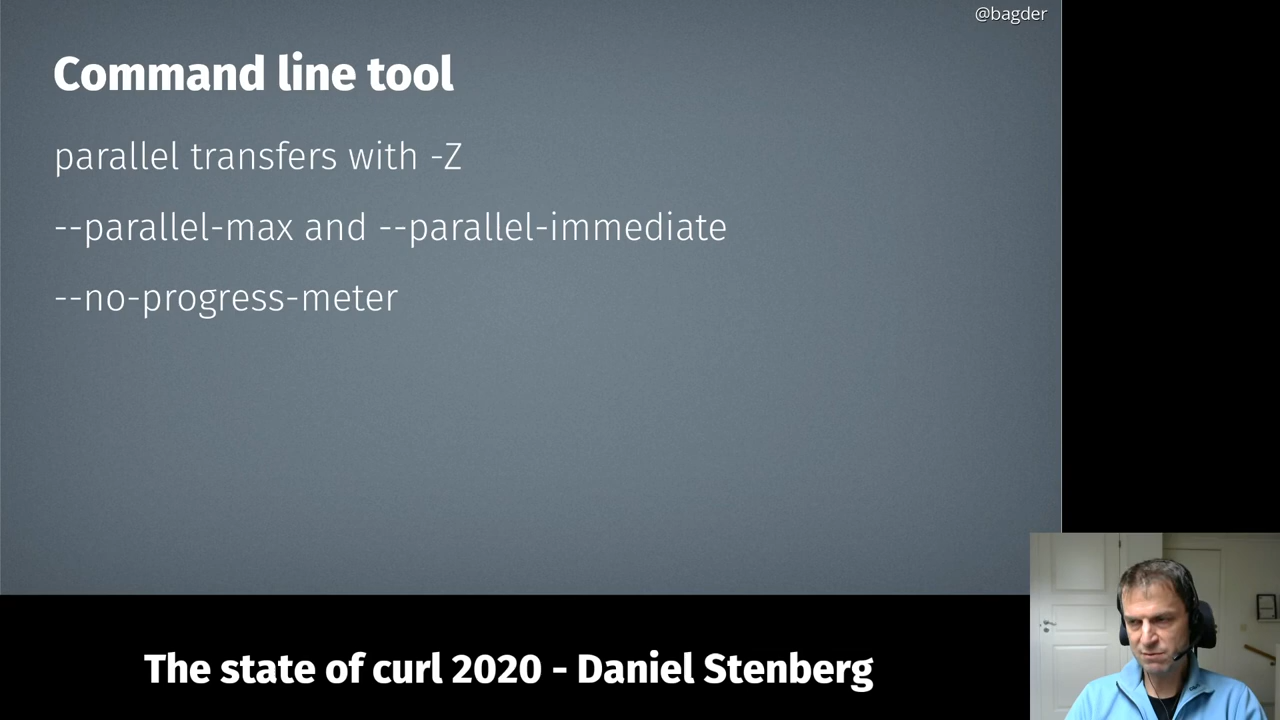 @bagder
Command line tool
parallel transfers with -Z
--parallel-max and --parallel-immediate
--no-progress-meter
The state of curl 2020 - Daniel Stenberg